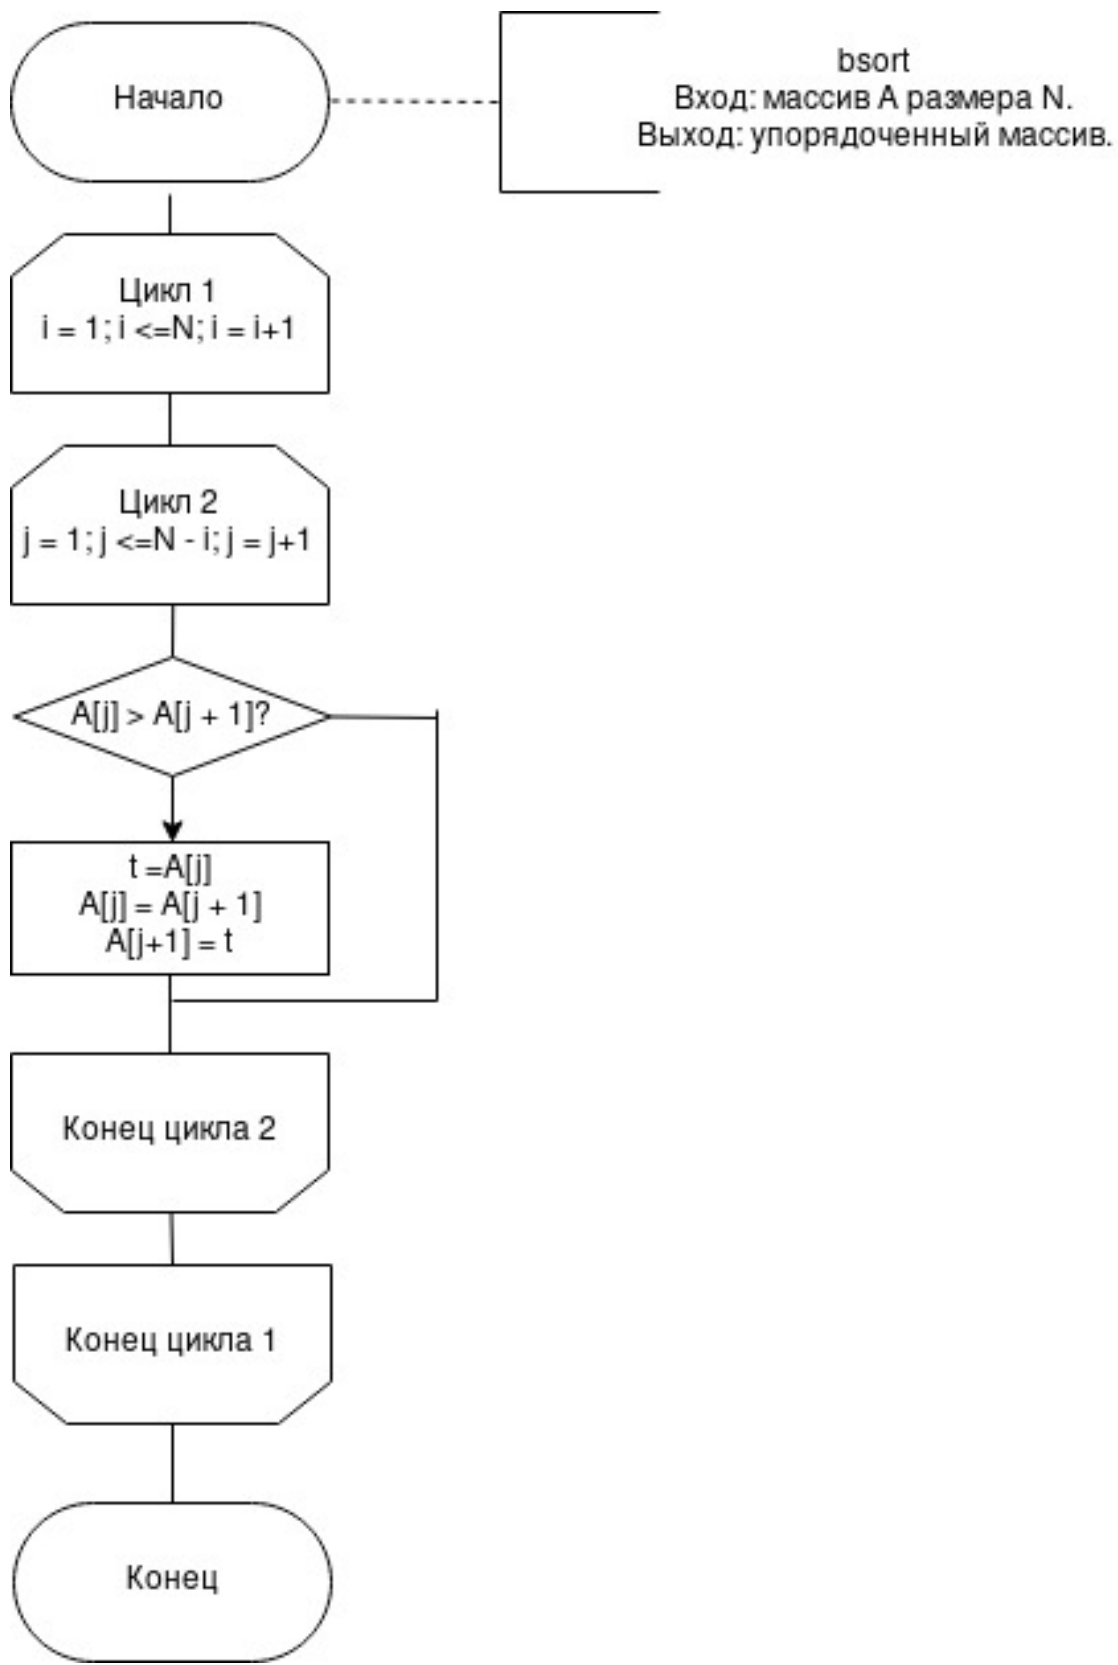 Начало
bsort
Вход: массив A размера N.
Выход: упорядоченный массив.
Цикл 1
i = 1; i <=N; i = i+1
Цикл 2
j = 1; j <=N - i; j = j+1
A[j] > A[j + 1]?
t =A[j]
A[j] = A[j + 1]
A[j+1] = t
Конец цикла 2
Конец цикла 1
Конец